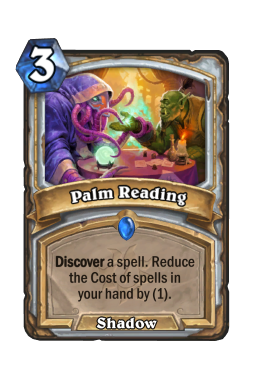 3
Palm Reading
Discover a spell. Reduce
the Cost of spells in
your hand by (1).
Shadow